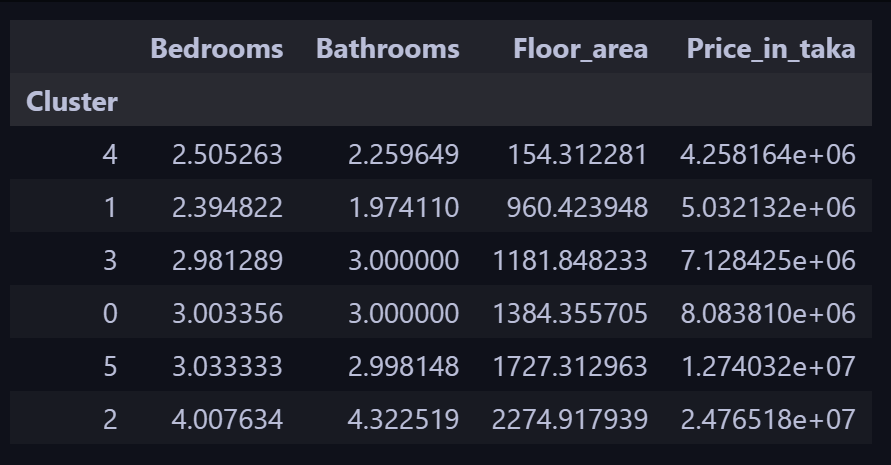 Bedrooms Bathrooms Floor_area Price_in_taka
Cluster
4 2.505263 2.259649 154.312281 4.258164e+06
1 2.394822 1.974110 960.423948 5.032132e+06
3 2.981289 3.000000 1181.848233 7.128425e+06
0 3.003356 3.000000 1384.355705 8.083810e+06
5 3.033333 2.998148 1727.312963 1.274032e+07
2 4.007634 4.322519 2274.917939 2.476518e+07